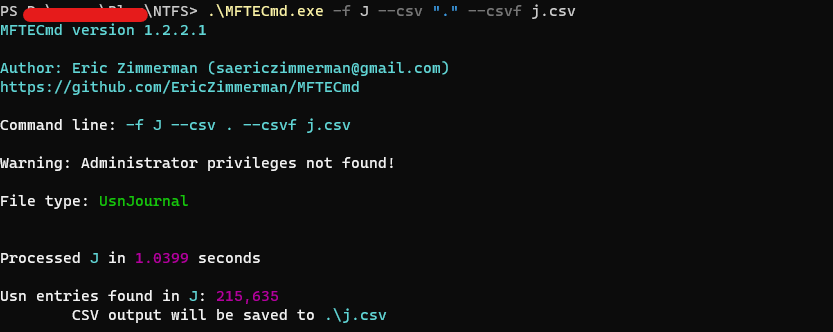 PS \NTFS> .\MFTECmd.exe -f J --csv "." --csvf j.csv
MFTECmd version 1.2.2.1
Author: Eric Zimmerman (saericzimmerman@gmail.com)
https://github.com/EricZimmerman/MFTECmd
Command line: -f J --csv . --csvf j.csv
Warning: Administrator privileges not found!
File type: UsnJournal
Processed J in 1.0399 seconds
Usn entries found in J: 215,635
CSV output will be saved to .\j.csv